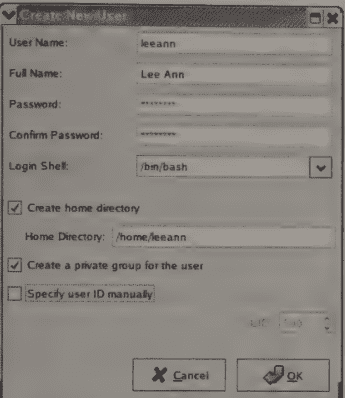 Create New User
User Name: leeann
Full Name: Lee Ann
Password: ********
Confirm Password: ********
Login Shell: /bin/bash
Create home directory
Home Directory: /home/leeann
Create a private group for the user
Specify user ID manually
UID:
Cancel OK